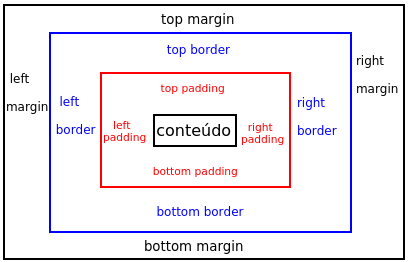 top margin
top border
top padding
left
margin
left
border
left
padding
conteúdo
right
padding
right
border
right
margin
bottom padding
bottom border
bottom margin